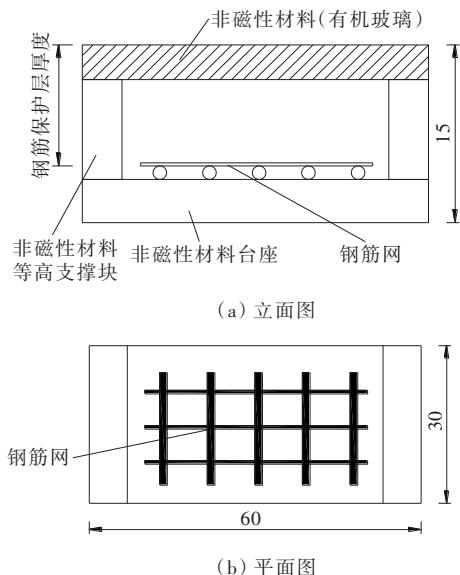 非磁性材料(有机玻璃)
钢筋保护层厚度
15
非磁性材料
等高支撑块
非磁性材料台座
钢筋网
(a) 立面图
钢筋网
30
60
(b) 平面图